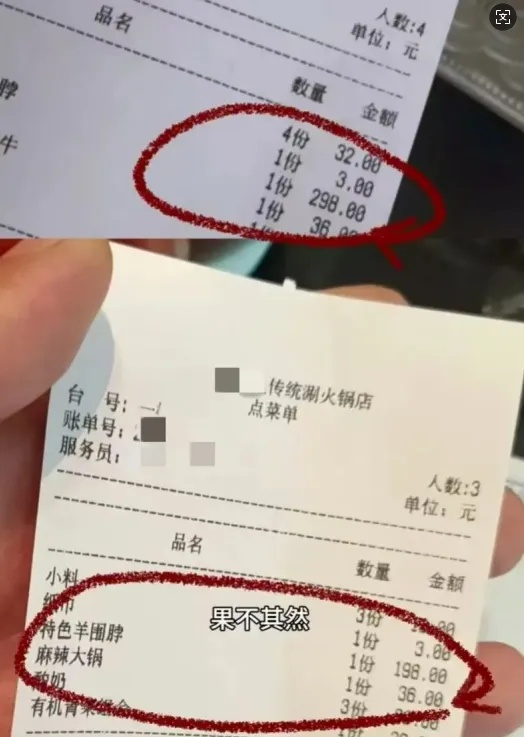 人数:4
单位: 元
品名
数量 金额
脾 4份 32.00
牛 1份 3.00
1份 298.00
1份 36.00
传统涮火锅店
点菜单
台 号:
账单号:
服务员:
人数:3
单位: 元
品名 数量 金额
小料 3份
纸巾 1份 3.00
果不其然
特色羊围脾 1份 198.00
麻辣大锅 1份 36.00
酸奶 3份
有机青菜组合